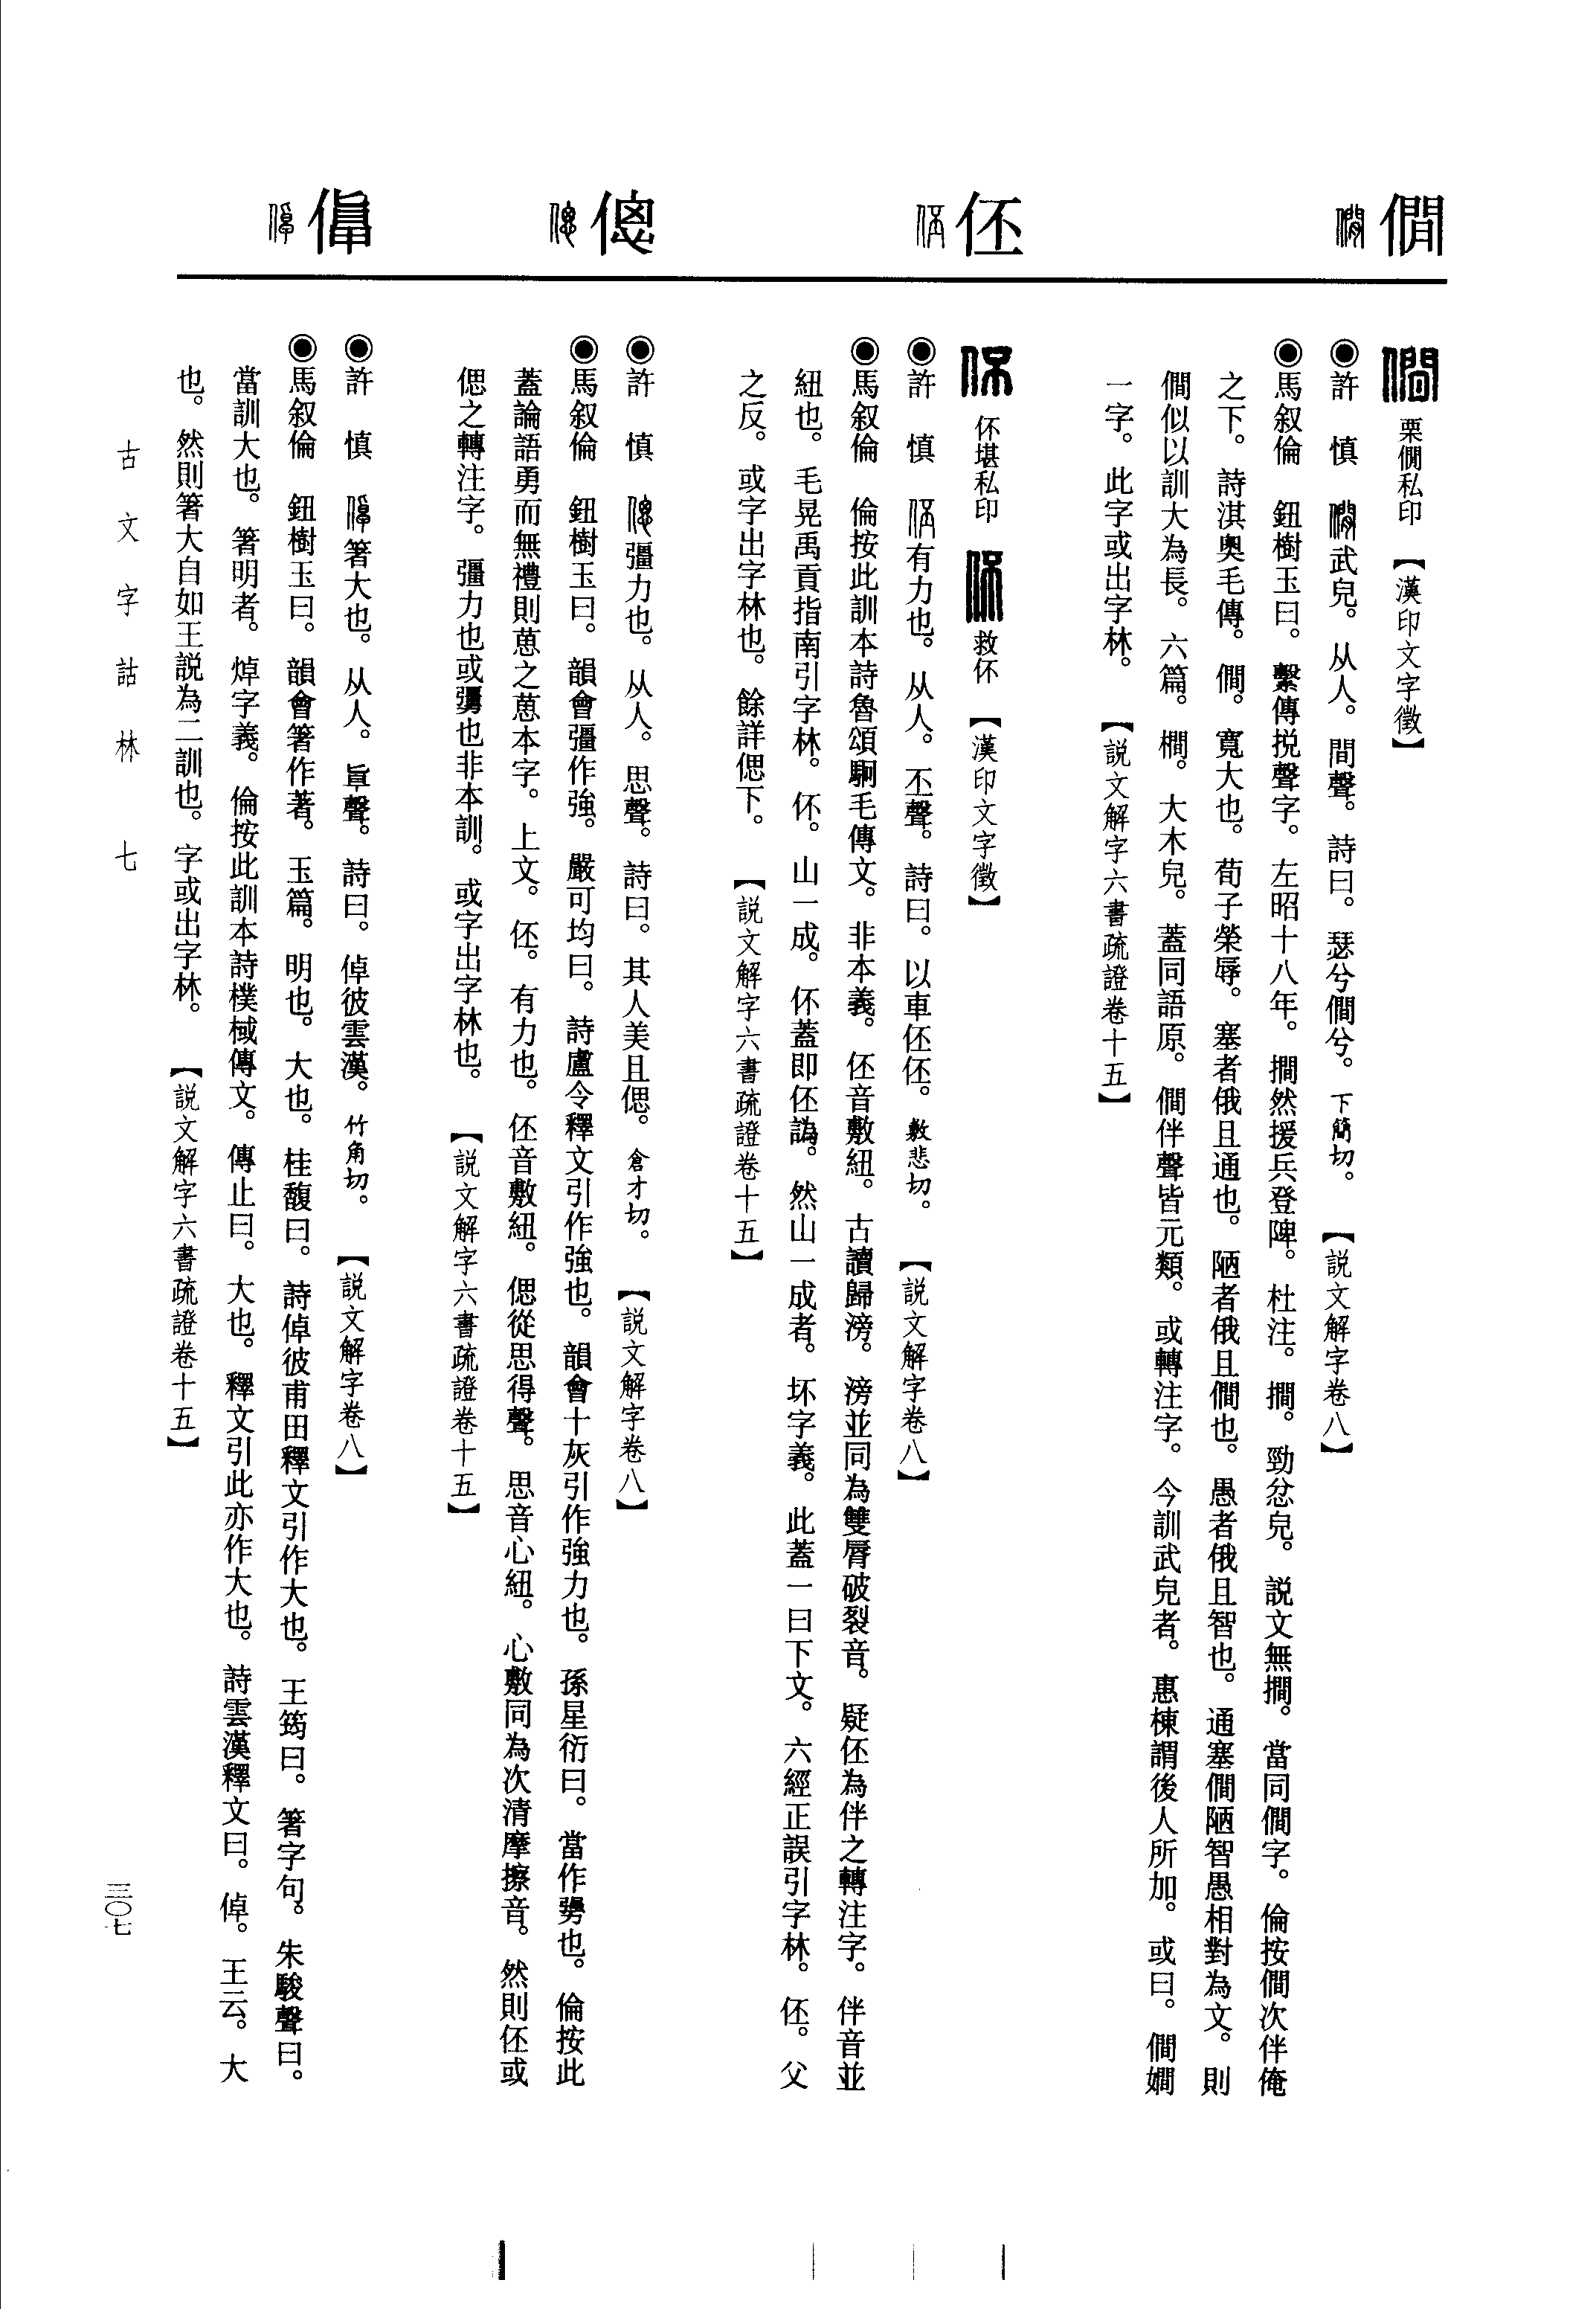 僩
伾
偲
倬
栗僩私印 【漢印文字徵】
◉許 慎 武皃。从人。間聲。詩曰。瑟兮僩兮。下簡切。 【説文解字卷八】
◉馬叙倫 鈕樹玉曰。繫傳捝聲字。左昭十八年。撊然援兵登陴。杜注。撊。勁忿皃。説文無撊。當同僩字。倫按僩次伴俺
之下。詩淇奥毛傳。僩。寬大也。荀子榮辱。塞者俄且通也。陋者俄且僩也。愚者俄且智也。通塞僩陋智愚相對為文。則
僩似以訓大為長。六篇。橺。大木皃。蓋同語原。僩伴聲皆元類。或轉注字。今訓武皃者。惠棟謂後人所加。或曰。僩嫺
一字。此字或出字林。 【説文解字六書疏證卷十五】
伓堪私印 救伓 【漢印文字徵】
◉許 慎 有力也。从人。丕聲。詩曰。以車伾伾。敷悲切。 【説文解字卷八】
◉馬叙倫 倫按此訓本詩魯頌駉毛傳文。非本義。伾音敷紐。古讀歸滂。滂並同為雙脣破裂音。疑伾為伴之轉注字。伴音並
紐也。毛晃禹貢指南引字林。伓。山一成。伓蓋即伾譌。然山一成者。坏字義。此蓋一曰下文。六經正誤引字林。伾。父
之反。或字出字林也。餘詳偲下。 【説文解字六書疏證卷十五】
◉許 慎 彊力也。从人。思聲。詩曰。其人美且偲。倉才切。 【説文解字卷八】
◉馬叙倫 鈕樹玉曰。韻會彊作強。嚴可均曰。詩盧令釋文引作強也。韻會十灰引作強力也。孫星衍曰。當作勥也。倫按此
蓋論語勇而無禮則葸之葸本字。上文。伾。有力也。伾音敷紐。偲從思得聲。思音心紐。心敷同為次清摩擦音。然則伾或
偲之轉注字。彊力也或勥也非本訓。或字出字林也。 【説文解字六書疏證卷十五】
◉許 慎 箸大也。从人。卓聲。詩曰。倬彼雲漢。竹角切。 【説文解字卷八】
◉馬叙倫 鈕樹玉曰。韻會箸作著。玉篇。明也。大也。桂馥曰。詩倬彼甫田釋文引作大也。王筠曰。箸字句。朱駿聲曰。
當訓大也。箸明者。焯字義。倫按此訓本詩樸棫傳文。傳止曰。大也。釋文引此亦作大也。詩雲漢釋文曰。倬。王云。大
也。然則箸大自如王説為二訓也。字或出字林。 【説文解字六書疏證卷十五】
古文字詁林 七
三〇七